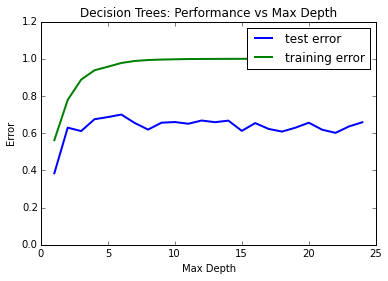 Decision Trees: Performance vs Max Depth
1.2
1.0
0.8
0.6
0.4
0.2
0.0
Error
test error
training error
0
5
10
15
20
25
Max Depth